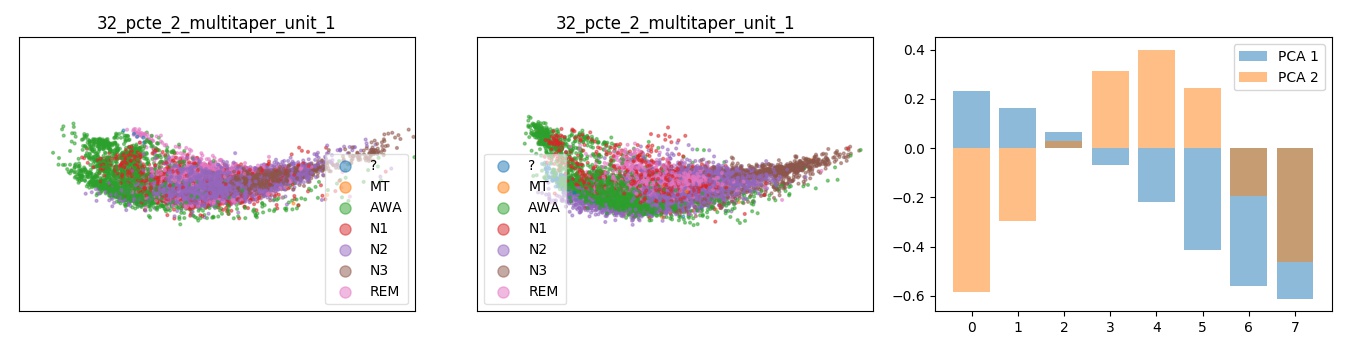 32_pcte_2_multitaper_unit_1
?
MT
AWA
N1
N2
N3
REM
32_pcte_2_multitaper_unit_1
?
MT
AWA
N1
N2
N3
REM
PCA 1
PCA 2
0.4
0.2
0.0
−0.2
−0.4
−0.6
0 1 2 3 4 5 6 7